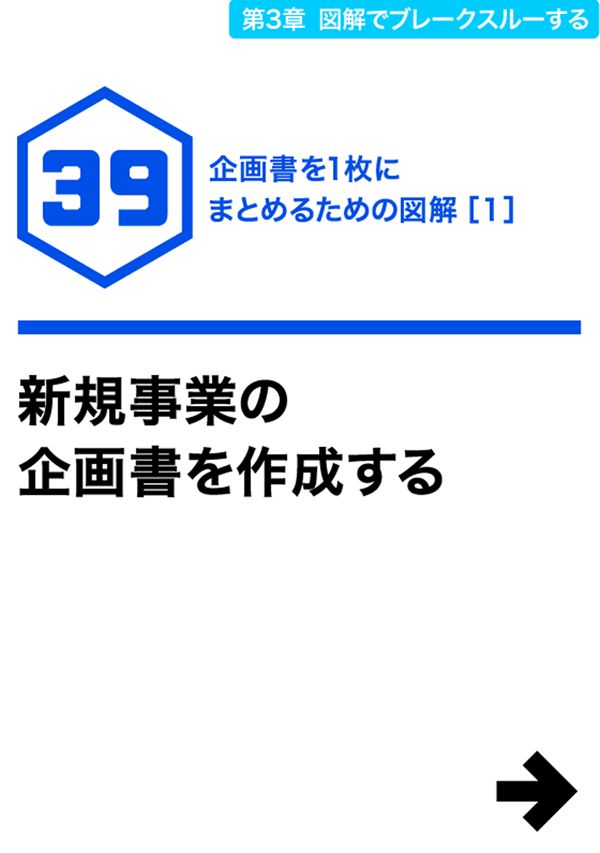 第3章 図解でブレークスルーする
39
企画書を1枚に
まとめるための図解［1］
新規事業の
企画書を作成する